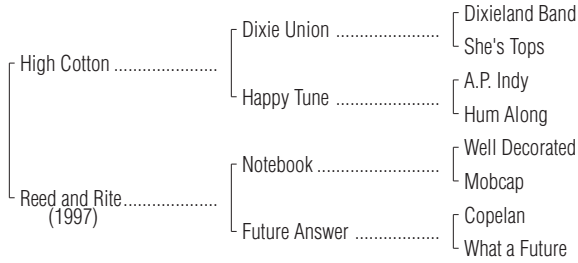 Dixieland Band
Dixie Union ....................
She's Tops
High Cotton ....................
A.P. Indy
Happy Tune ....................
Hum Along
Well Decorated
Notebook ........................
Mobcap
Reed and Rite..................
(1997)
Copelan
Future Answer ................
What a Future